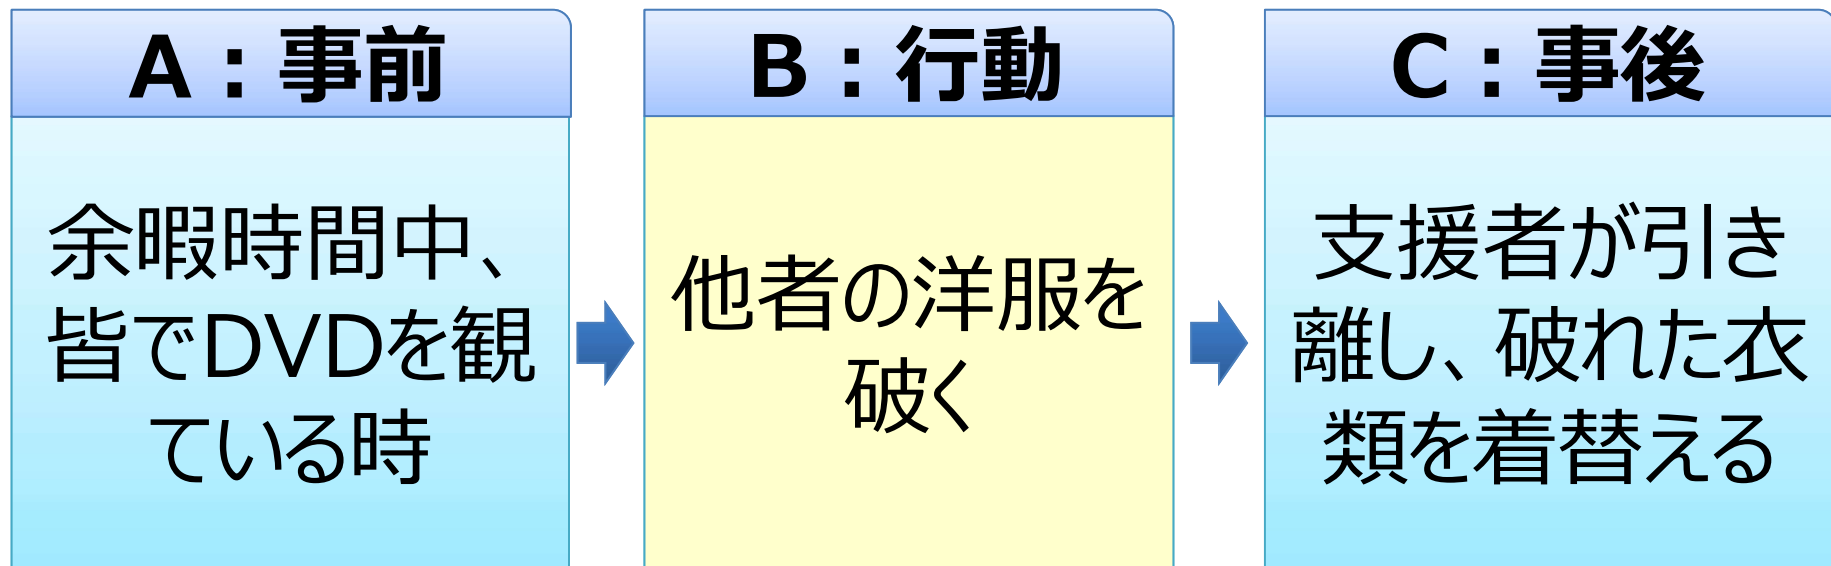 A：事前
余暇時間中、
皆でDVDを観
ている時
B：行動
他者の洋服を
破く
C：事後
支援者が引き
離し、破れた衣
類を着替える